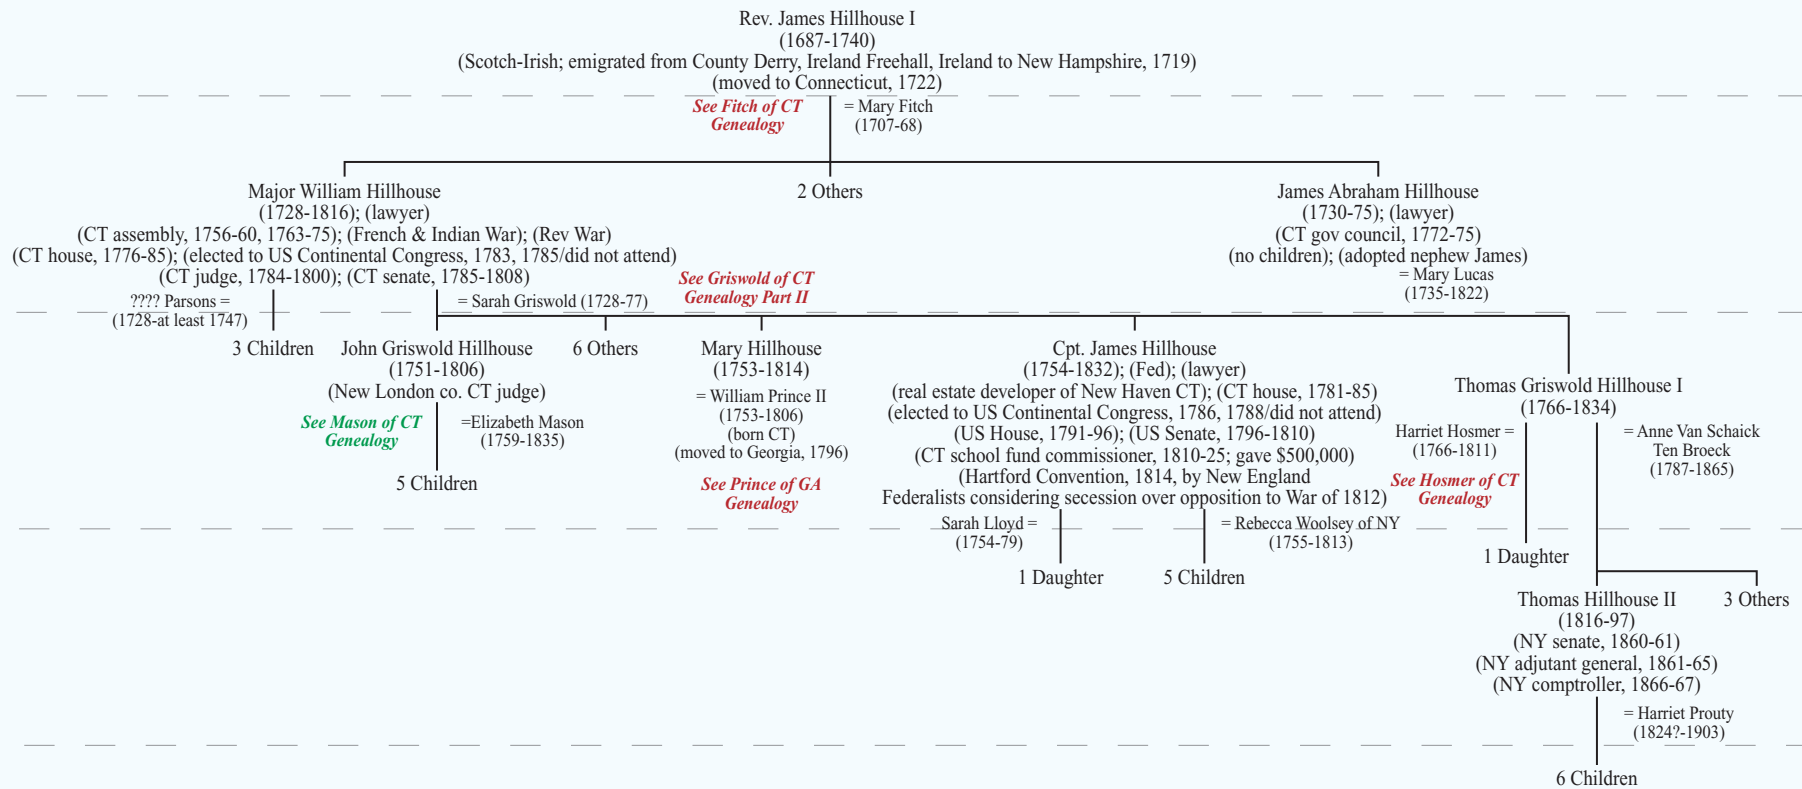 Rev. James Hillhouse I
(1687-1740)
(Scotch-Irish; emigrated from County Derry, Ireland Freehall, Ireland to New Hampshire, 1719)
(moved to Connecticut, 1722)
See Fitch of CT
Genealogy
= Mary Fitch
(1707-68)
Major William Hillhouse
(1728-1816); (lawyer)
(CT assembly, 1756-60, 1763-75); (French & Indian War); (Rev War)
(CT house, 1776-85); (elected to US Continental Congress, 1783, 1785/did not attend)
(CT judge, 1784-1800); (CT senate, 1785-1808)
2 Others
James Abraham Hillhouse
(1730-75); (lawyer)
(CT gov council, 1772-75)
(no children); (adopted nephew James)
= Mary Lucas
(1735-1822)
???? Parsons =
(1728-at least 1747)
= Sarah Griswold (1728-77)
See Griswold of CT
Genealogy Part II
3 Children
John Griswold Hillhouse
(1751-1806)
(New London co. CT judge)
See Mason of CT
Genealogy
=Elizabeth Mason
(1759-1835)
5 Children
6 Others
Mary Hillhouse
(1753-1814)
= William Prince II
(1753-1806)
(born CT)
(moved to Georgia, 1796)
See Prince of GA
Genealogy
Cpt. James Hillhouse
(1754-1832); (Fed); (lawyer)
(real estate developer of New Haven CT); (CT house, 1781-85)
(elected to US Continental Congress, 1786, 1788/did not attend)
(US House, 1791-96); (US Senate, 1796-1810)
(CT school fund commissioner, 1810-25; gave $500,000)
(Hartford Convention, 1814, by New England
Federalists considering secession over opposition to War of 1812)
Sarah Lloyd =
(1754-79)
= Rebecca Woolsey of NY
(1755-1813)
1 Daughter
5 Children
Thomas Griswold Hillhouse I
(1766-1834)
Harriet Hosmer =
(1766-1811)
See Hosmer of CT
Genealogy
= Anne Van Schaick
Ten Broeck
(1787-1865)
1 Daughter
Thomas Hillhouse II
(1816-97)
(NY senate, 1860-61)
(NY adjutant general, 1861-65)
(NY comptroller, 1866-67)
3 Others
= Harriet Prouty
(1824?-1903)
6 Children